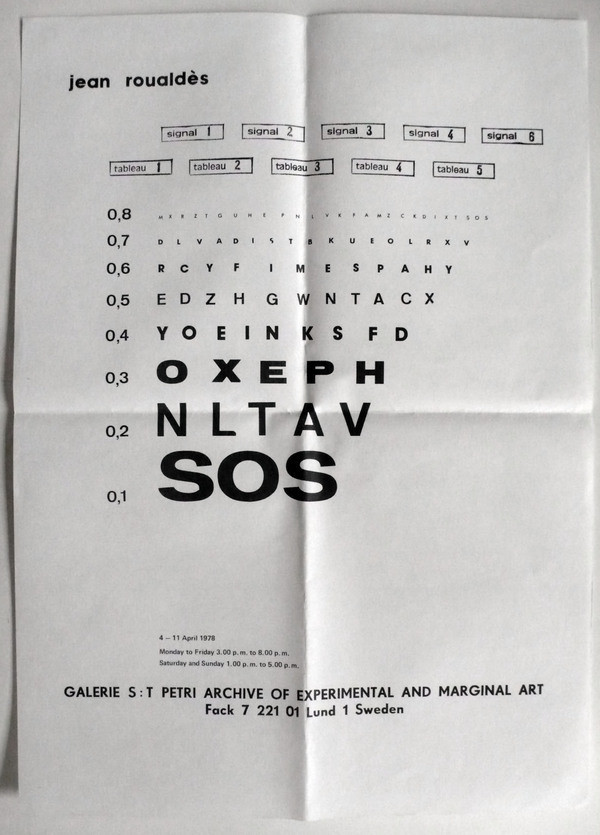 jean roualdès
signal 1 signal 2 signal 3 signal 4 signal 6
tableau 1 tableau 2 tableau 3 tableau 4 tableau 5
0,8
0,7 D L V A D I S T B K U E O L R X V
0,6 R C Y F I M E S P A H Y
0,5 E D Z H G W N T A C X
0,4 Y O E I N K S F D
0,3 O X E P H
0,2 N L T A V
0,1 SOS
4 – 11 April 1978
Monday to Friday 3.00 p.m. to 8.00 p.m.
Saturday and Sunday 1.00 p.m. to 5.00 p.m.
GALERIE S:T PETRI ARCHIVE OF EXPERIMENTAL AND MARGINAL ART
Fack 7 221 01 Lund 1 Sweden